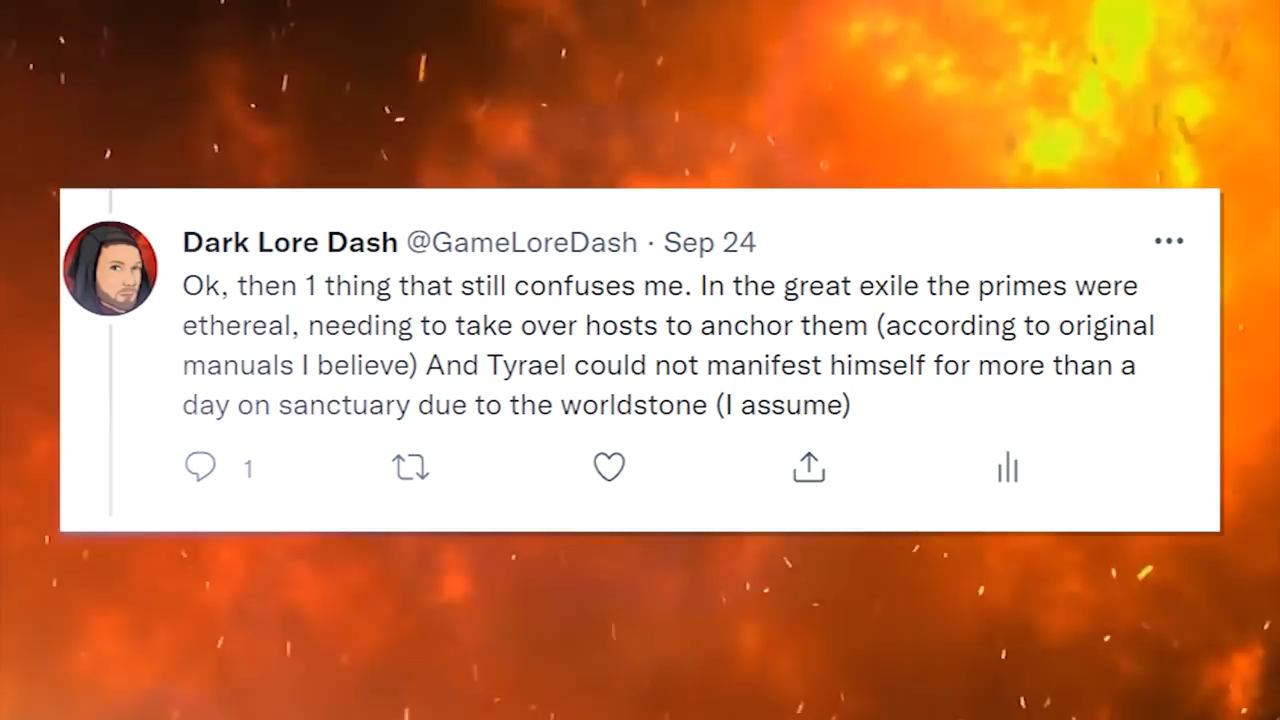 Dark Lore Dash @GameLoreDash · Sep 24
Ok, then 1 thing that still confuses me. In the great exile the primes were
ethereal, needing to take over hosts to anchor them (according to original
manuals I believe) And Tyrael could not manifest himself for more than a
day on sanctuary due to the worldstone (I assume)
1